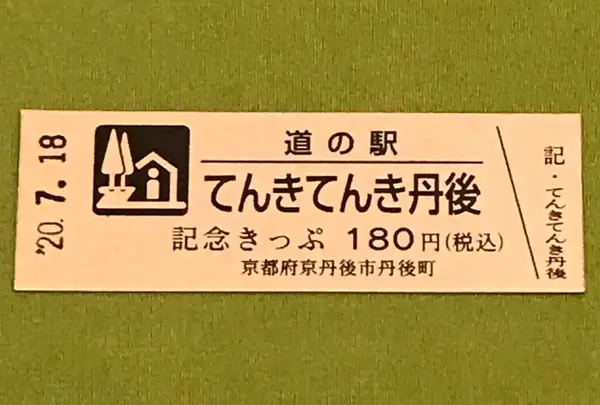 '20. 7. 18
道の駅
てんきてんき丹後
記念きっぷ 180円(税込)
京都府京丹後市丹後町
記・てんきてんき丹後